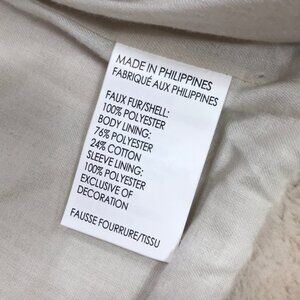 MADE IN PHILIPPINES
FABRIQUÉ AUX PHILIPPINES
FAUX FUR/SHELL:
100% POLYESTER
BODY LINING:
76% POLYESTER
24% COTTON
SLEEVE LINING:
100% POLYESTER
EXCLUSIVE OF
DECORATION
FAUSSE FOURRURE/TISSU